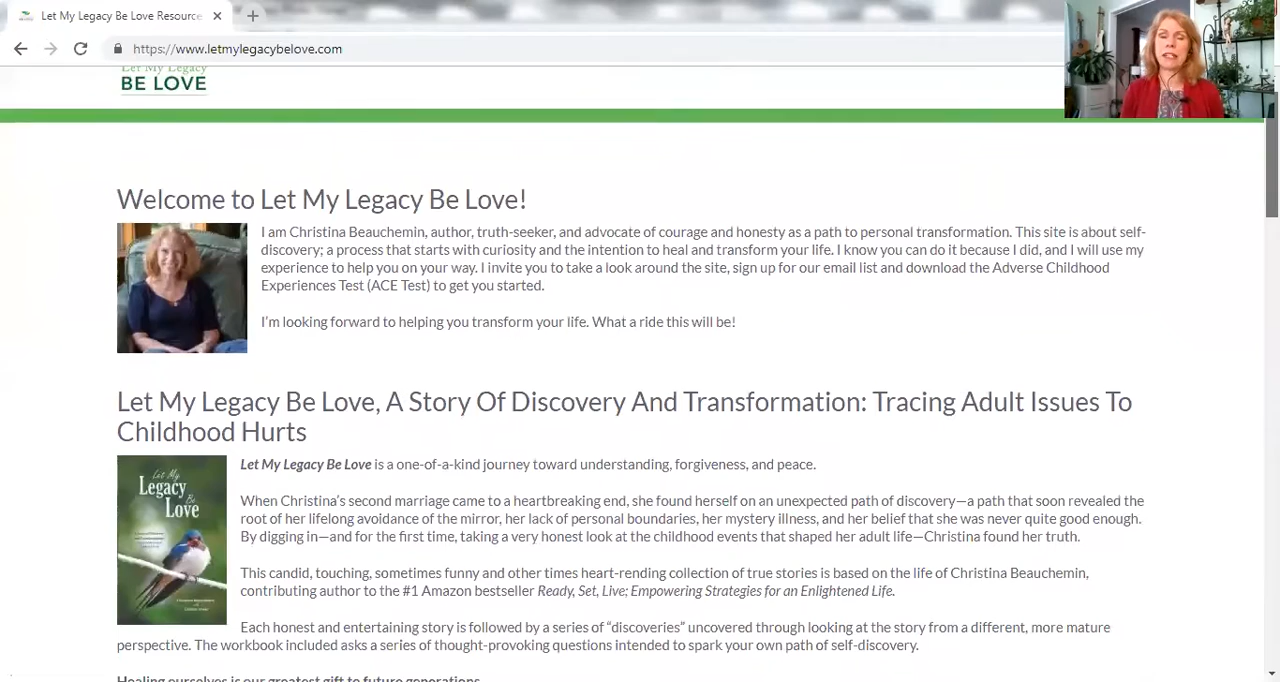 Let My Legacy Be Love Resource
https://www.letmylegacybelove.com
Let My Legacy
BE LOVE
Welcome to Let My Legacy Be Love!
I am Christina Beauchemin, author, truth-seeker, and advocate of courage and honesty as a path to personal transformation. This site is about self-
discovery; a process that starts with curiosity and the intention to heal and transform your life. I know you can do it because I did, and I will use my
experience to help you on your way. I invite you to take a look around the site, sign up for our email list and download the Adverse Childhood
Experiences Test (ACE Test) to get you started.
I'm looking forward to helping you transform your life. What a ride this will be!
Let My Legacy Be Love, A Story Of Discovery And Transformation: Tracing Adult Issues To
Childhood Hurts
Let My
Legacy
Be
Love
Let My Legacy Be Love is a one-of-a-kind journey toward understanding, forgiveness, and peace.
When Christina's second marriage came to a heartbreaking end, she found herself on an unexpected path of discovery—a path that soon revealed the
root of her lifelong avoidance of the mirror, her lack of personal boundaries, her mystery illness, and her belief that she was never quite good enough.
By digging in—and for the first time, taking a very honest look at the childhood events that shaped her adult life—Christina found her truth.
This candid, touching, sometimes funny and other times heart-rending collection of true stories is based on the life of Christina Beauchemin,
contributing author to the #1 Amazon bestseller Ready, Set, Live; Empowering Strategies for an Enlightened Life.
Each honest and entertaining story is followed by a series of “discoveries” uncovered through looking at the story from a different, more mature
perspective. The workbook included asks a series of thought-provoking questions intended to spark your own path of self-discovery.
Healing ourselves is our greatest gift to future generations.